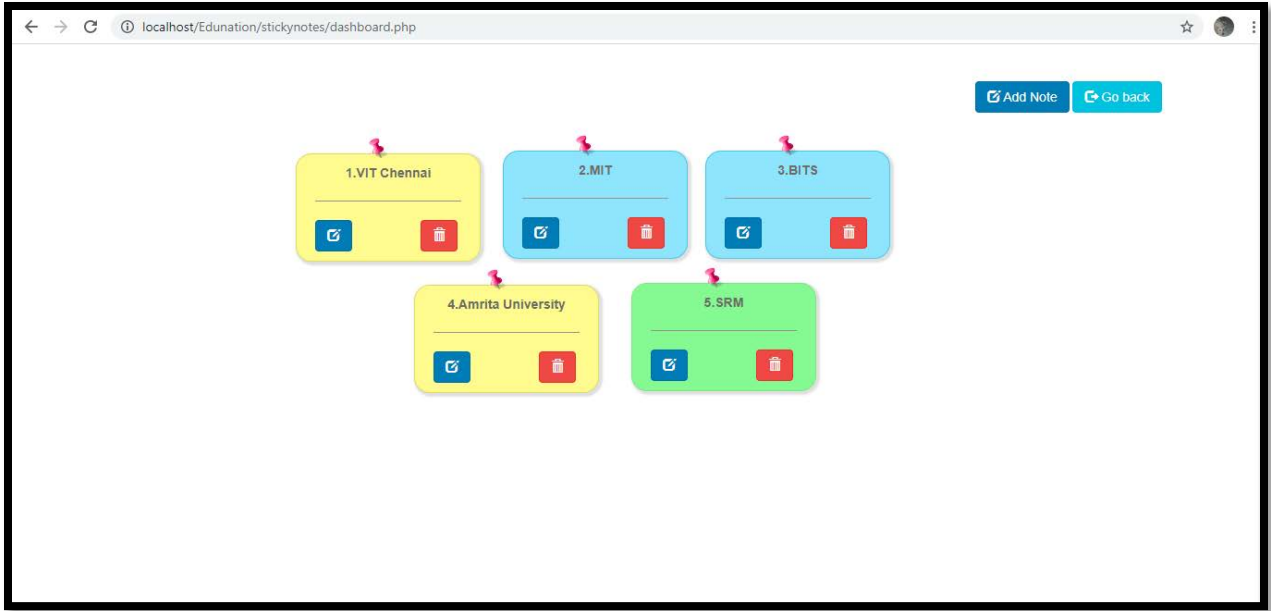 localhost/Edunation/stickynotes/dashboard.php
Add Note Go back
1.VIT Chennai
2.MIT
3.BITS
4.Amrita University
5.SRM